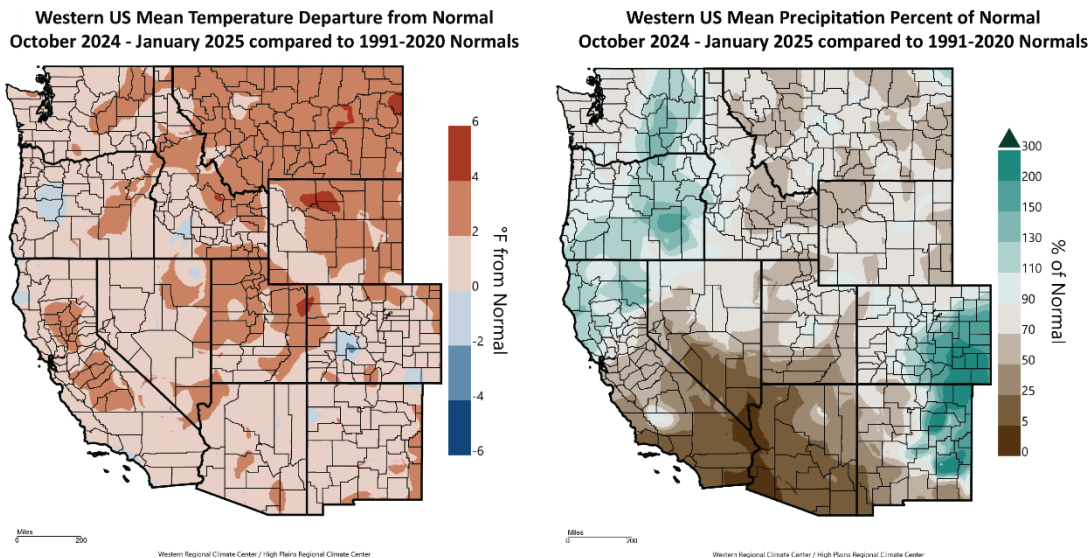 Western US Mean Temperature Departure from Normal
October 2024 - January 2025 compared to 1991-2020 Normals
6
4
2
0
-2
-4
-6
°F from Normal
Miles
0 200
Western Regional Climate Center / High Plains Regional Climate Center
Western US Mean Precipitation Percent of Normal
October 2024 - January 2025 compared to 1991-2020 Normals
300
200
150
130
110
90
70
50
25
5
0
% of Normal
Miles
0 200
Western Regional Climate Center / High Plains Regional Climate Center